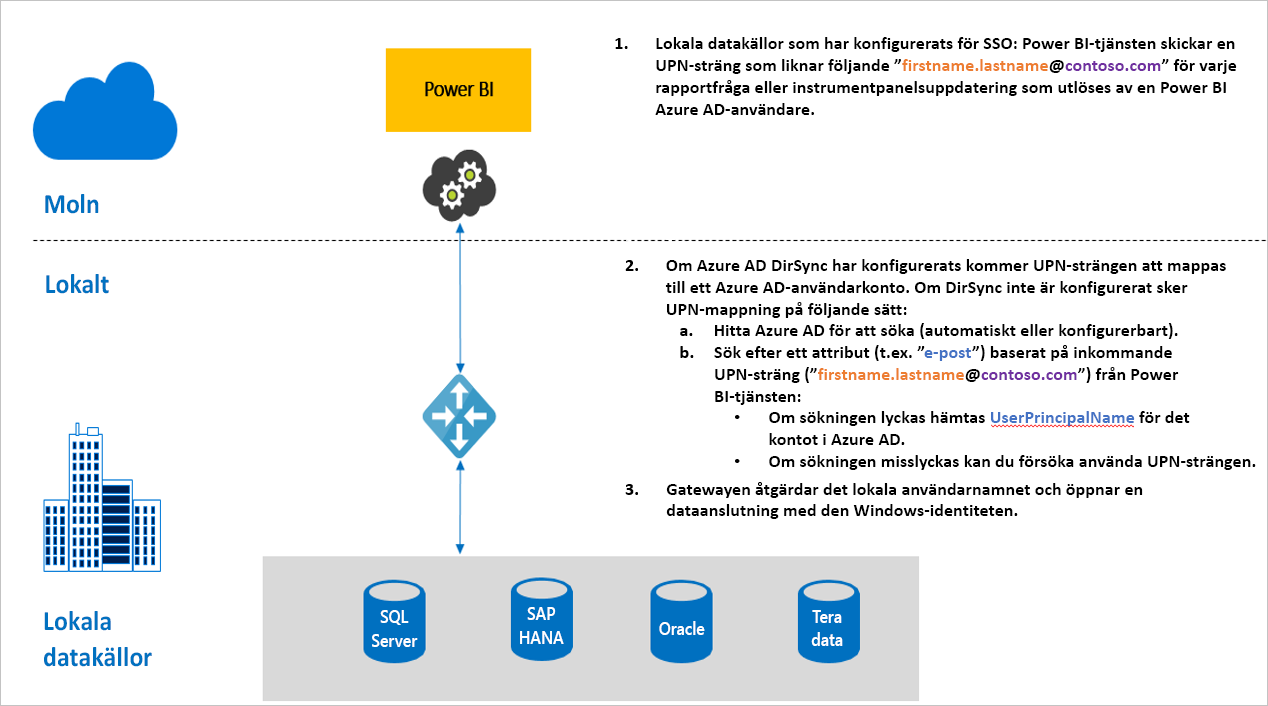 Power BI
1. Lokala datakällor som har konfigurerats för SSO: Power BI-tjänsten skickar en
UPN-sträng som liknar följande ”firstname.lastname@contoso.com” för varje
rapportfråga eller instrumentpanelsuppdatering som utlöses av en Power BI
Azure AD-användare.
Moln
Lokalt
2. Om Azure AD DirSync har konfigurerats kommer UPN-strängen att mappas
till ett Azure AD-användarkonto. Om DirSync inte är konfigurerat sker
UPN-mappning på följande sätt:
a. Hitta Azure AD för att söka (automatiskt eller konfigurerbart).
b. Sök efter ett attribut (t.ex. ”e-post”) baserat på inkommande
UPN-sträng (”firstname.lastname@contoso.com”) från Power
BI-tjänsten:
• Om sökningen lyckas hämtas UserPrincipalName för det
kontot i Azure AD.
• Om sökningen misslyckas kan du försöka använda UPN-strängen.
3. Gatewayen åtgärdar det lokala användarnamnet och öppnar en
dataanslutning med den Windows-identiteten.
Lokala
datakällor
SQL
Server
SAP
HANA
Oracle
Tera
data